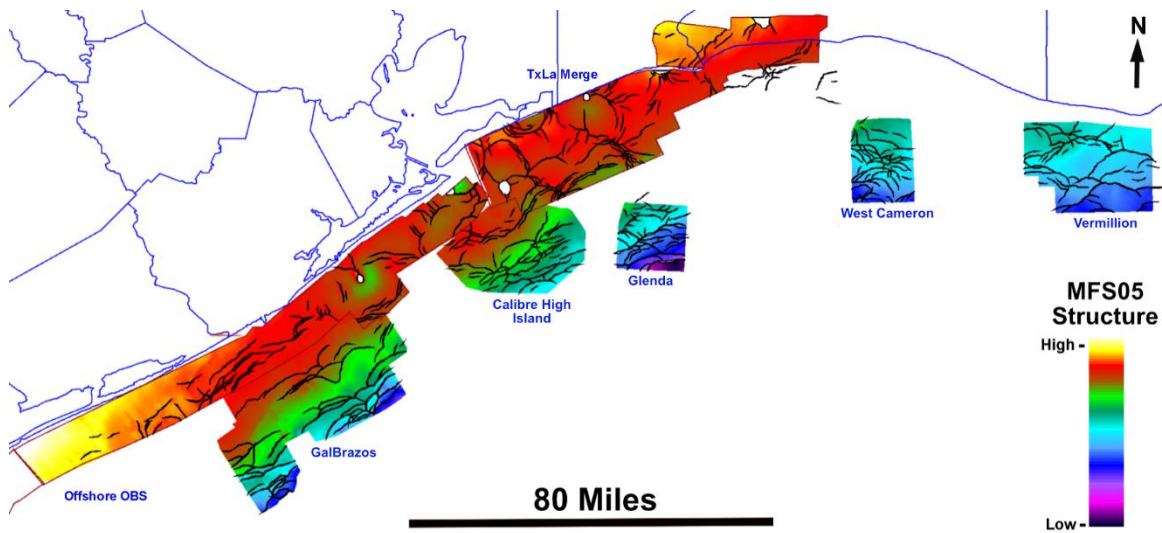 N
TxLa Merge
West Cameron
Vermillion
Glenda
Calibre High
Island
MFS05
Structure
High
GalBrazos
Offshore OBS
80 Miles
Low